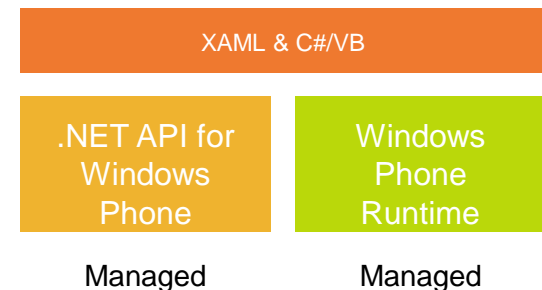 XAML & C#/VB
.NET API for
Windows
Phone
Windows
Phone
Runtime
Managed
Managed